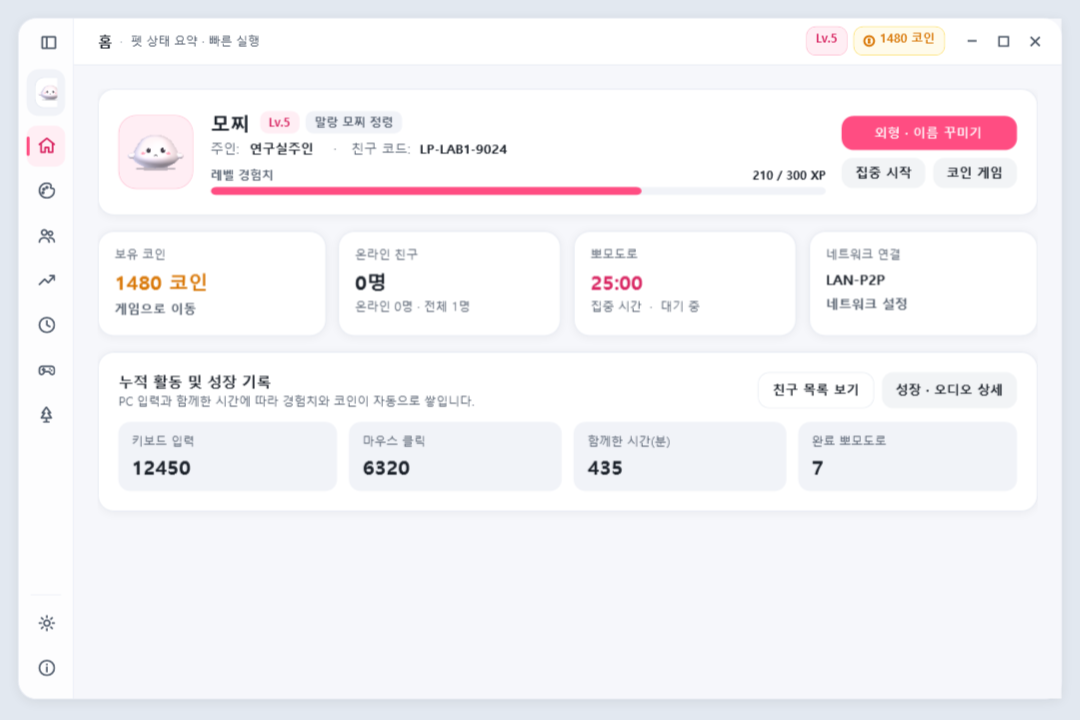 홈 · 펫 상태 요약 · 빠른 실행
Lv.5
1480 코인
모찌 Lv.5 말랑 모찌 정령
주인: 연구실주인 · 친구 코드: LP-LAB1-9024
레벨 경험치 210 / 300 XP
외형 · 이름 꾸미기
집중 시작 코인 게임
보유 코인
1480 코인
게임으로 이동
온라인 친구
0명
온라인 0명 · 전체 1명
뽀모도로
25:00
집중 시간 · 대기 중
네트워크 연결
LAN-P2P
네트워크 설정
누적 활동 및 성장 기록
PC 입력과 함께한 시간에 따라 경험치와 코인이 자동으로 쌓입니다.
친구 목록 보기 성장 · 오디오 상세
키보드 입력
12450
마우스 클릭
6320
함께한 시간(분)
435
완료 뽀모도로
7